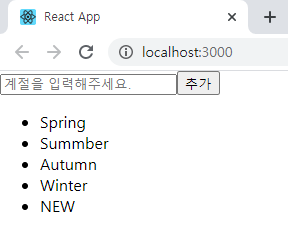 React App
localhost:3000
계절을 입력해주세요. 추가
Spring
Summber
Autumn
Winter
NEW